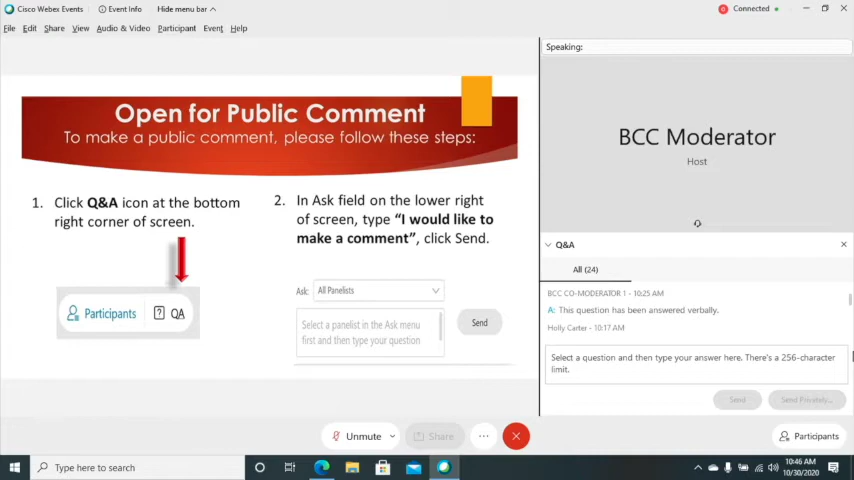 Cisco Webex Events
Event Info
Hide menu bar
Connected
File Edit Share View Audio & Video Participant Event Help
Open for Public Comment
To make a public comment, please follow these steps:
1. Click Q&A icon at the bottom
right corner of screen.
Participants
? QA
2. In Ask field on the lower right
of screen, type “I would like to
make a comment”, click Send.
Ask: All Panelists
Select a panelist in the Ask menu
first and then type your question
Send
Speaking:
BCC Moderator
Host
Q&A
All (24)
BCC CO-MODERATOR 1 - 10:25 AM
A: This question has been answered verbally.
Holly Carter - 10:17 AM
Select a question and then type your answer here. There's a 256-character
limit.
Send
Send Privately...
Unmute
Share
Participants
Type here to search
10:46 AM
10/30/2020